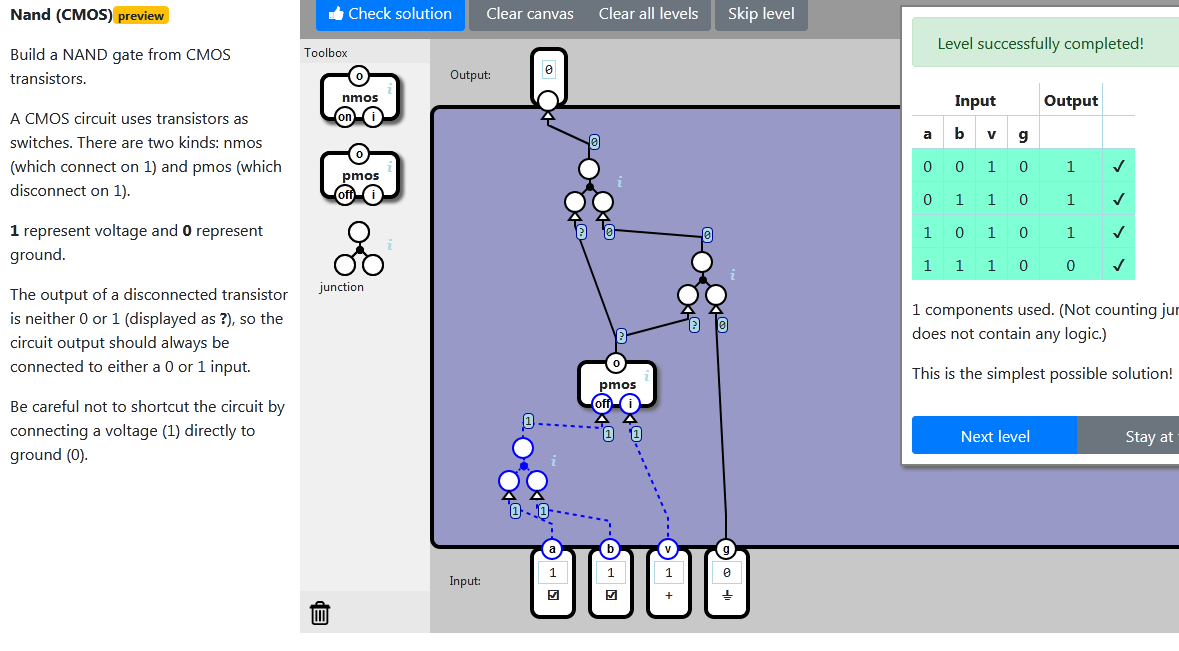 Nand (CMOS) preview
Build a NAND gate from CMOS
transistors.
A CMOS circuit uses transistors as
switches. There are two kinds: nmos
(which connect on 1) and pmos (which
disconnect on 1).
1 represent voltage and 0 represent
ground.
The output of a disconnected transistor
is neither 0 or 1 (displayed as ?), so the
circuit output should always be
connected to either a 0 or 1 input.
Be careful not to shortcut the circuit by
connecting a voltage (1) directly to
ground (0).
Check solution Clear canvas Clear all levels Skip level
Toolbox
o
nmos i
on i
o
pmos i
off i
i
junction
Output:
0
0
i
? 0 0
i
? ? 0
o
pmos i
off i
1 1 1
i
1 1
a b v g
Input:
1 1 1 0
+
Level successfully completed!
Input Output
a b v g
0 0 1 0 1 ✓
0 1 1 0 1 ✓
1 0 1 0 1 ✓
1 1 1 0 0 ✓
1 components used. (Not counting jun
does not contain any logic.)
This is the simplest possible solution!
Next level Stay at